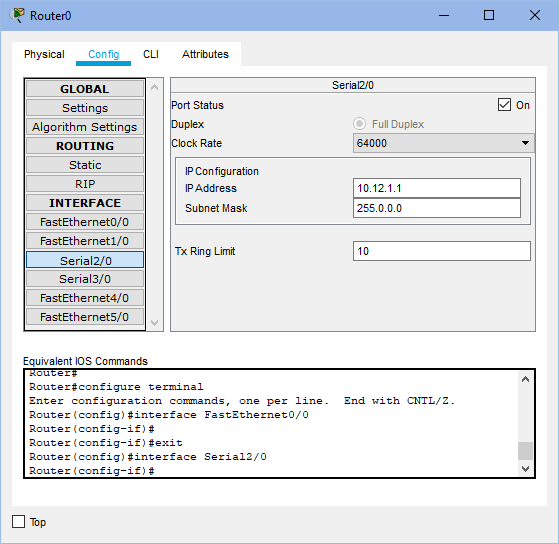 Router0
Physical Config CLI Attributes
GLOBAL
Settings
Algorithm Settings
ROUTING
Static
RIP
INTERFACE
FastEthernet0/0
FastEthernet1/0
Serial2/0
Serial3/0
FastEthernet4/0
FastEthernet5/0
Serial2/0
Port Status On
Duplex Full Duplex
Clock Rate 64000
IP Configuration
IP Address 10.12.1.1
Subnet Mask 255.0.0.0
Tx Ring Limit 10
Equivalent IOS Commands
Router#
Router#configure terminal
Enter configuration commands, one per line. End with CNTL/Z.
Router(config)#interface FastEthernet0/0
Router(config-if)#
Router(config-if)#exit
Router(config)#interface Serial2/0
Router(config-if)#
Top